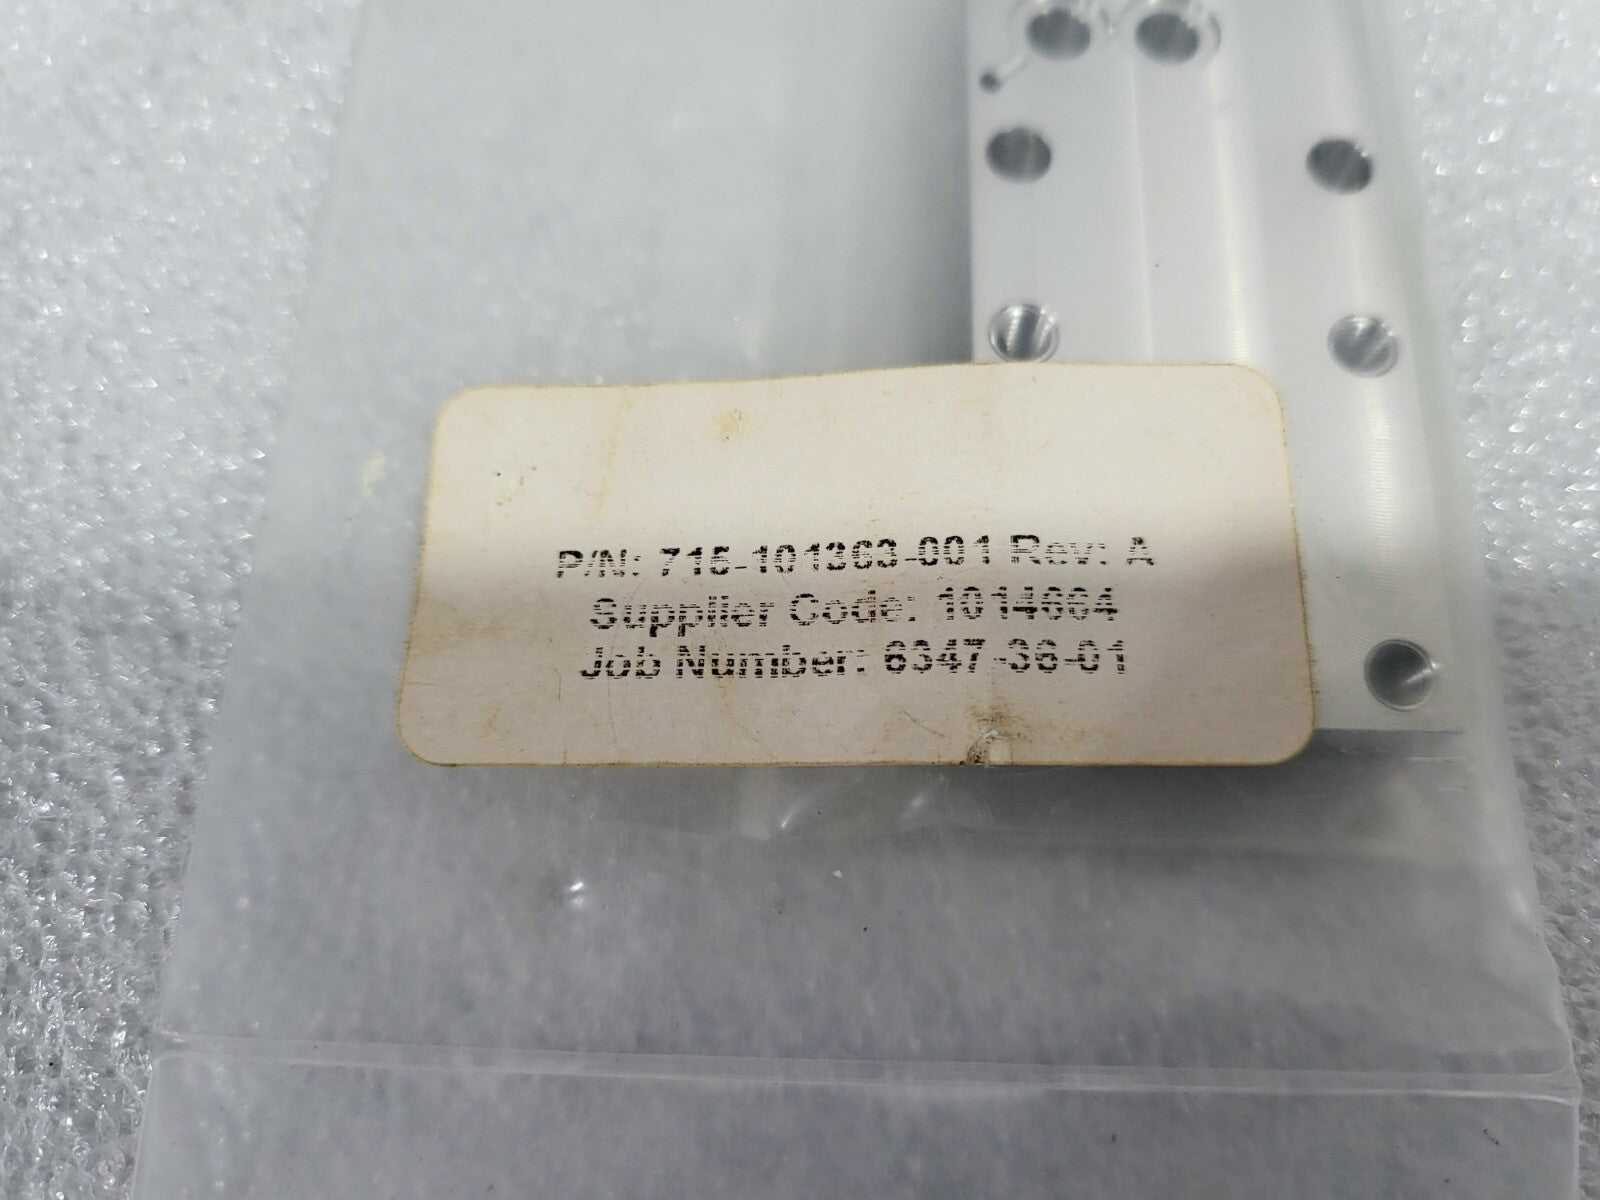 P/N: 715-101363-001 Rev: A
Supplier Code: 1014664
Job Number: 6347-36-01